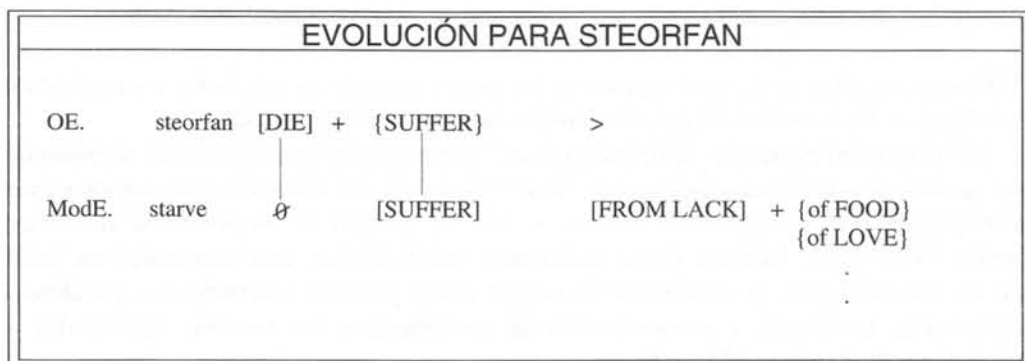 EVOLUCIÓN PARA STEORFAN
OE. steorfan [DIE] + {SUFFER} >
ModE. starve ø [SUFFER] [FROM LACK] + {of FOOD}
{of LOVE}
.
.